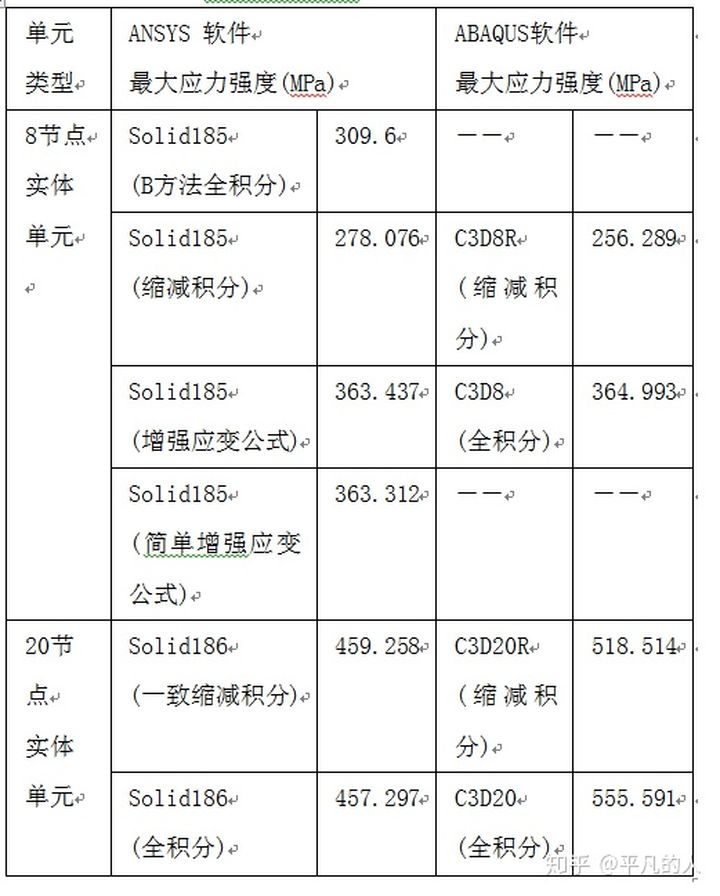 单元
类型
ANSYS 软件
最大应力强度(MPa)
ABAQUS软件
最大应力强度(MPa)
8节点
实体
单元
Solid185
(B方法全积分)
309.6
——
——
Solid185
(缩减积分)
278.076
C3D8R
(缩减积
分)
256.289
Solid185
(增强应变公式)
363.437
C3D8
(全积分)
364.993
Solid185
(简单增强应变
公式)
363.312
——
——
20节
点
实体
单元
Solid186
(一致缩减积分)
459.258
C3D20R
(缩减积
分)
518.514
Solid186
(全积分)
457.297
C3D20
(全积分)
555.591
知乎 @平凡的人